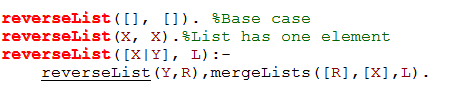 reverseList([], []). %Base case
reverseList(X, X).%List has one element
reverseList([X|Y], L):-
    reverseList(Y,R),mergeLists([R],[X],L).